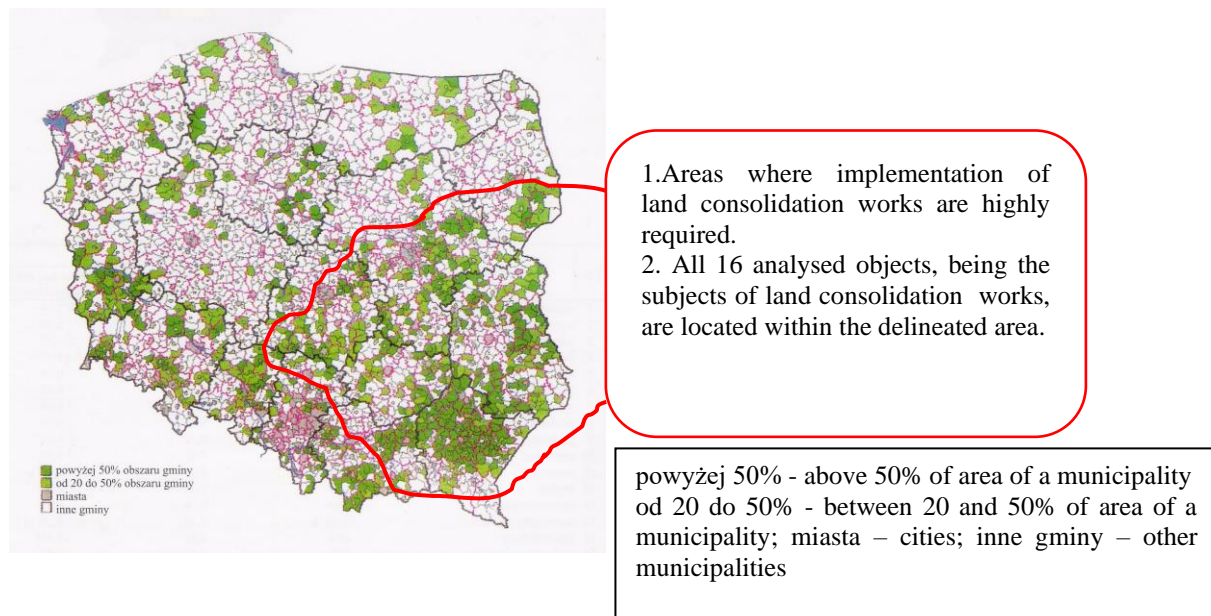 1.Areas where implementation of
land consolidation works are highly
required.
2. All 16 analysed objects, being the
subjects of land consolidation works,
are located within the delineated area.
powyżej 50% obszaru gminy
od 20 do 50% obszaru gminy
miasta
inne gminy
powyżej 50% - above 50% of area of a municipality
od 20 do 50% - between 20 and 50% of area of a
municipality; miasta – cities; inne gminy – other
municipalities